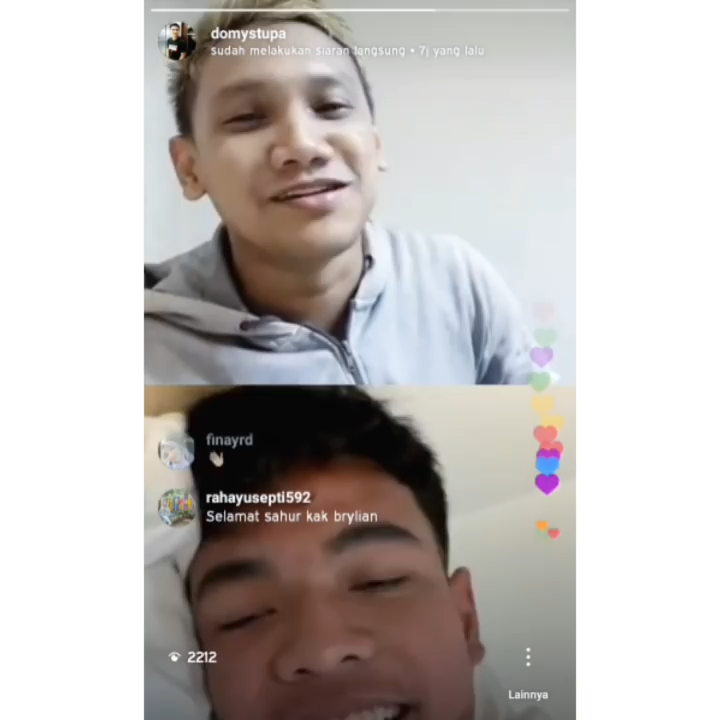 domystupa
sudah melakukan siaran langsung • 7j yang lalu
finayrd
👋🏼
rahayusepti592
Selamat sahur kak brylian
2212
Lainnya